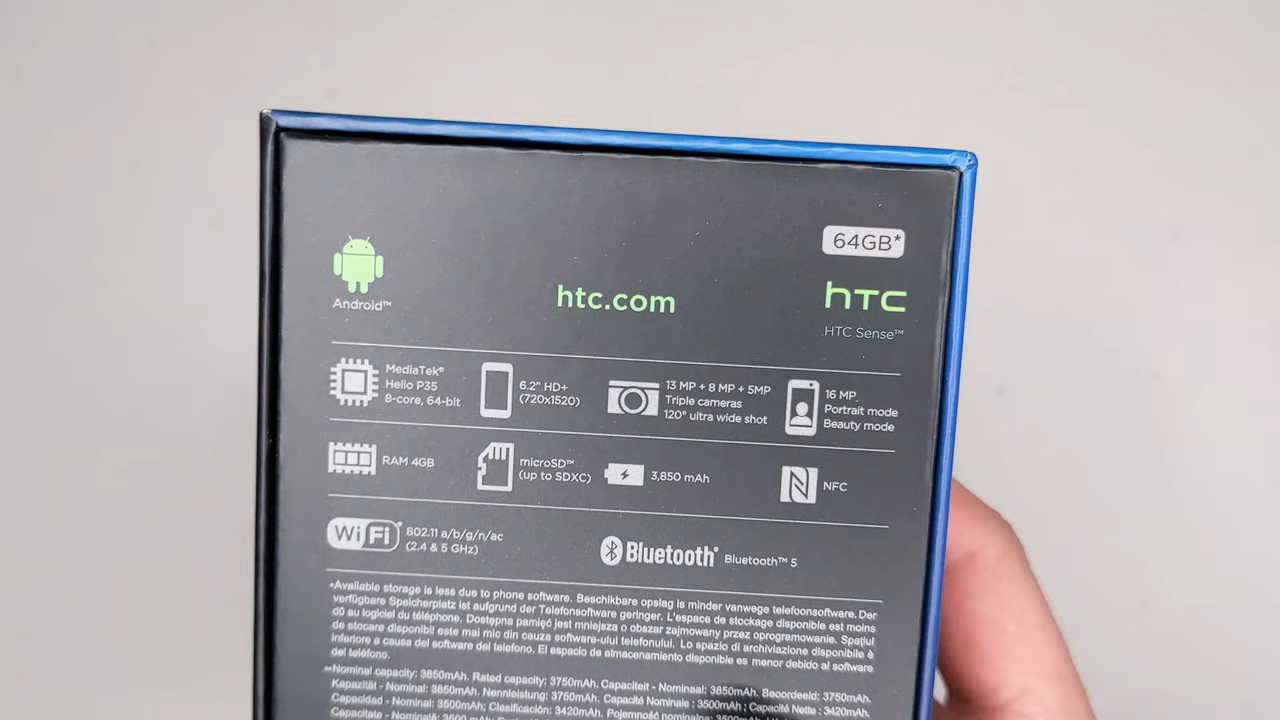 64GB*
Android™
htc.com
hTC
HTC Sense™
MediaTek®
Helio P35
8-core, 64-bit
6.2" HD+
(720x1520)
13 MP + 8 MP + 5MP
Triple cameras
120° ultra wide shot
16 MP
Portrait mode
Beauty mode
RAM 4GB
microSD™
(up to SDXC)
3,850 mAh
NFC
WiFi
802.11 a/b/g/n/ac
(2.4 & 5 GHz)
Bluetooth®
Bluetooth™ 5
*Available storage is less due to phone software. Beschikbare opslag is minder vanwege telefoonsoftware. Der
verfügbare Speicherplatz ist aufgrund der Telefonsoftware geringer. L'espace de stockage disponible est moins
dû au logiciel du téléphone. Dostępna pamięć jest mniejsza o obszar zajmowany przez oprogramowanie. Spațiul
de stocare disponibil este mai mic din cauza software-ului telefonului. Lo spazio di archiviazione disponibile è
inferiore a causa del software del telefono. El espacio de almacenamiento disponible es menor debido al software
del teléfono.
**Nominal capacity: 3850mAh. Rated capacity: 3750mAh. Capaciteit - Nominaal: 3850mAh. Beoordeeld: 3750mAh.
Kapazität - Nominal: 3850mAh. Nennleistung: 3750mAh. Capacité Nominale : 3500mAh ; Capacité Nette : 3420mAh.
Capacidad - Nominal: 3500mAh; Clasificación: 3420mAh. Pojemność nominalna: 3500mAh.
Capacitate - Nominală: 3500 mAh;